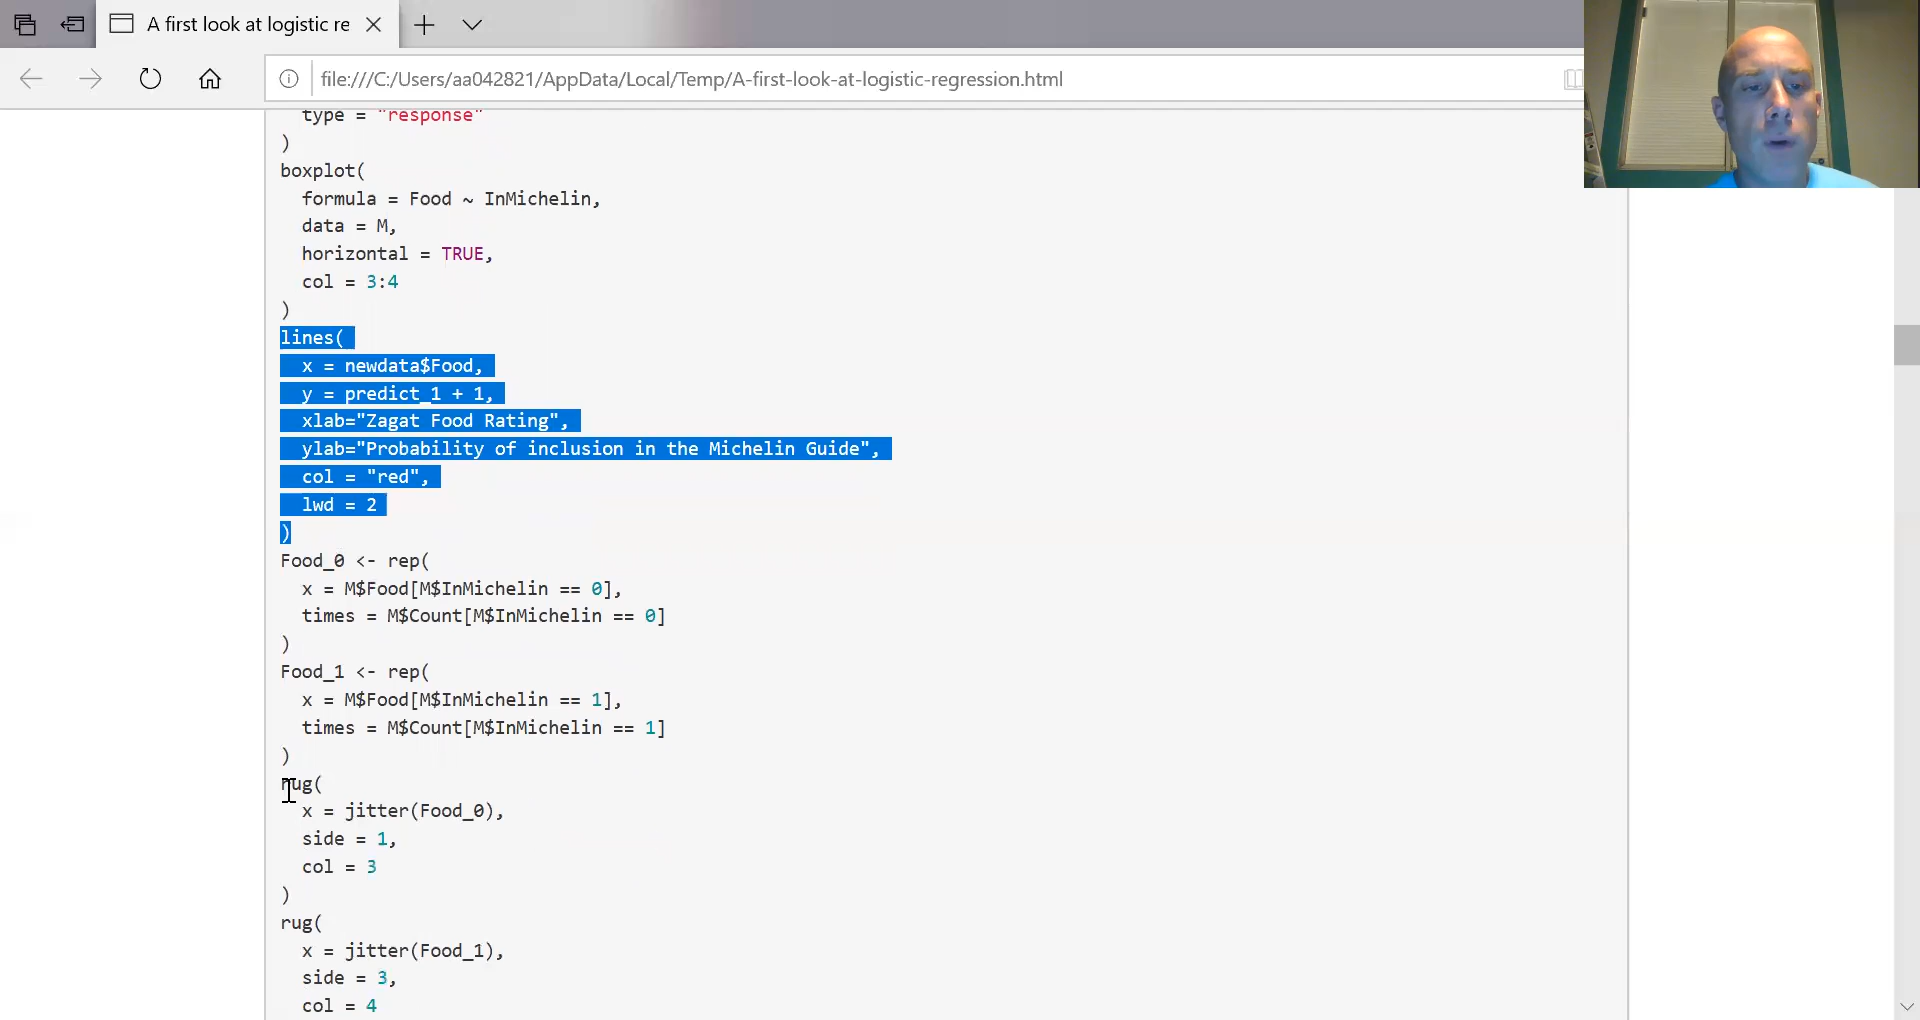 A first look at logistic re
file:///C:/Users/aa042821/AppData/Local/Temp/A-first-look-at-logistic-regression.html
type = "response"
)
boxplot(
formula = Food ~ InMichelin,
data = M,
horizontal = TRUE,
col = 3:4
)
lines(
x = newdata$Food,
y = predict_1 + 1,
xlab="Zagat Food Rating",
ylab="Probability of inclusion in the Michelin Guide",
col = "red",
lwd = 2
)
Food_0 <- rep(
x = M$Food[M$InMichelin == 0],
times = M$Count[M$InMichelin == 0]
)
Food_1 <- rep(
x = M$Food[M$InMichelin == 1],
times = M$Count[M$InMichelin == 1]
)
rug(
x = jitter(Food_0),
side = 1,
col = 3
)
rug(
x = jitter(Food_1),
side = 3,
col = 4